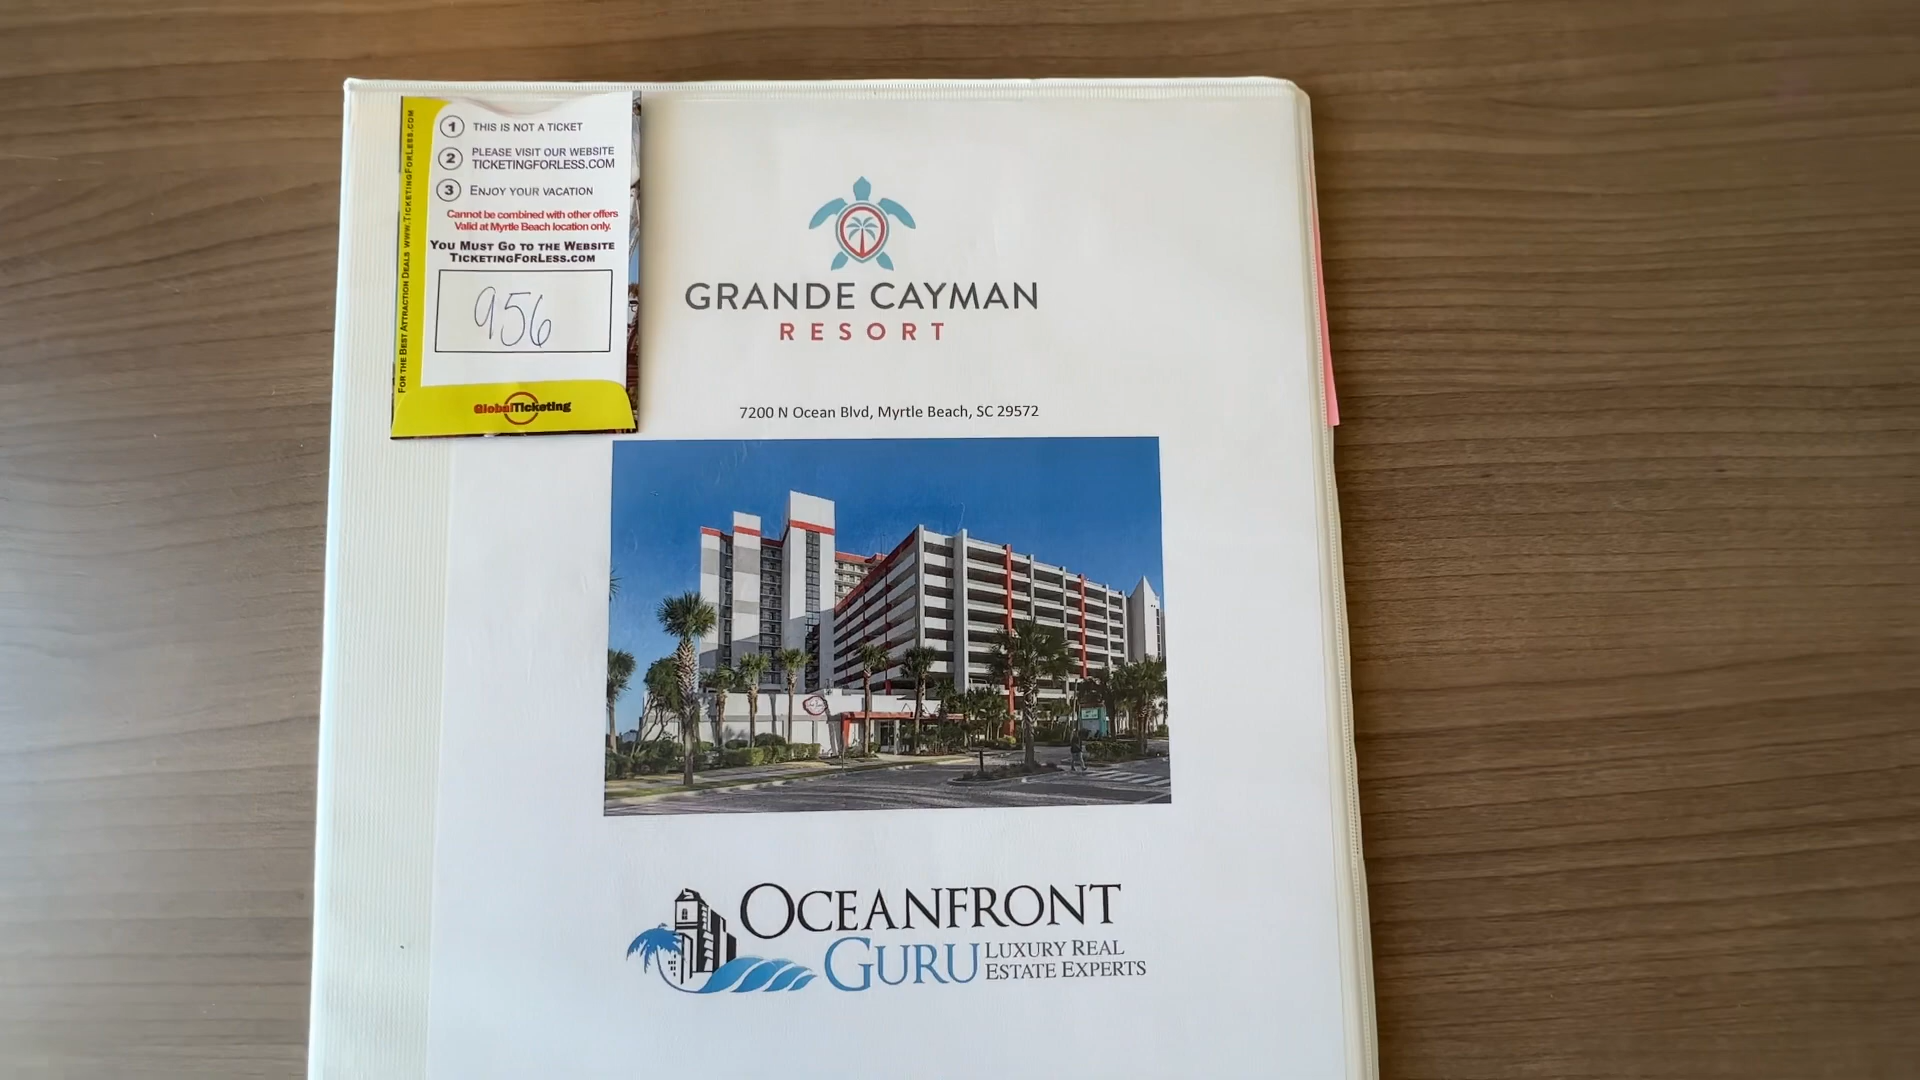 FOR THE BEST ATTRACTION DEALS WWW.TICKETINGFORLESS.COM
1 THIS IS NOT A TICKET
2 PLEASE VISIT OUR WEBSITE
TICKETINGFORLESS.COM
3 ENJOY YOUR VACATION
Cannot be combined with other offers
Valid at Myrtle Beach location only.
YOU MUST GO TO THE WEBSITE
TICKETINGFORLESS.COM
956
GlobalTicketing
GRANDE CAYMAN
RESORT
7200 N Ocean Blvd, Myrtle Beach, SC 29572
OCEANFRONT
GURU LUXURY REAL
ESTATE EXPERTS